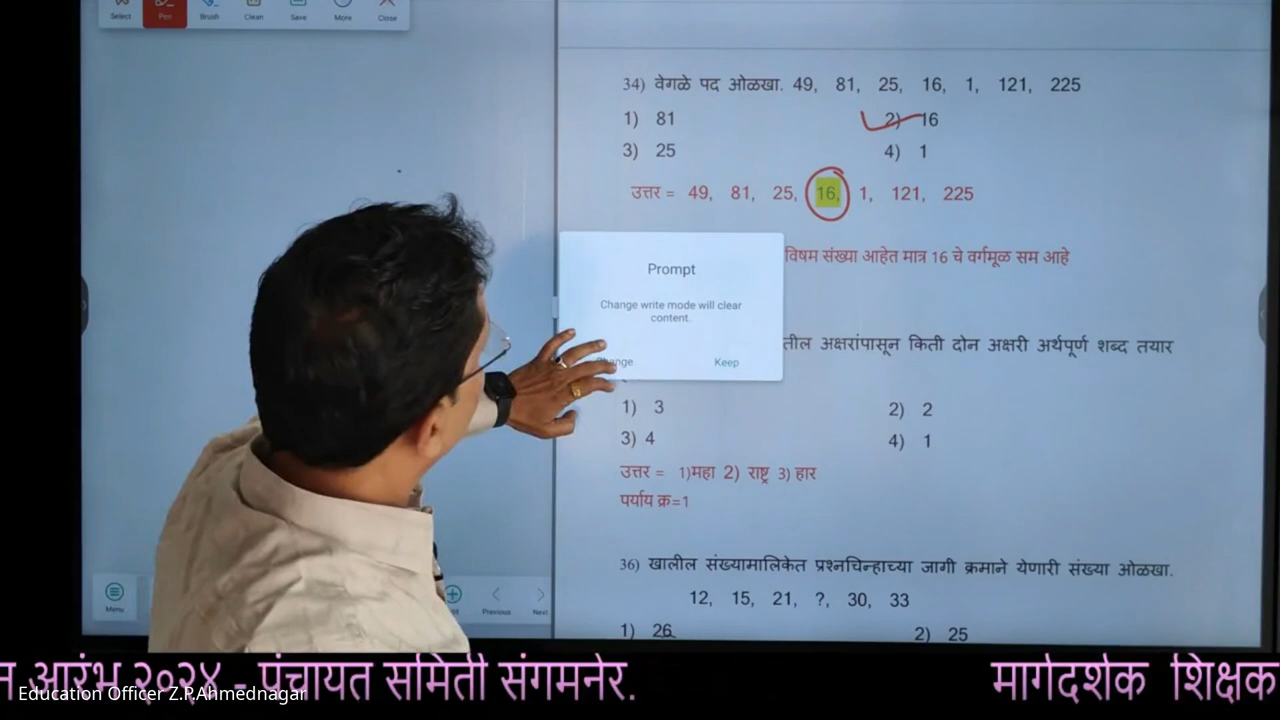 Select Pen Brush Clean Save More Close
34) वेगळे पद ओळखा. 49, 81, 25, 16, 1, 121, 225
1) 81 2) 16
3) 25 4) 1
उत्तर = 49, 81, 25, 16, 1, 121, 225
विषम संख्या आहेत मात्र 16 चे वर्गमूळ सम आहे
Prompt
Change write mode will clear
content.
Keep
तील अक्षरांपासून किती दोन अक्षरी अर्थपूर्ण शब्द तयार
1) 3 2) 2
3) 4 4) 1
उत्तर = 1)महा 2) राष्ट्र 3) हार
पर्याय क्र=1
36) खालील संख्यामालिकेत प्रश्नचिन्हाच्या जागी क्रमाने येणारी संख्या ओळखा.
12, 15, 21, ?, 30, 33
1) 26 2) 25
Menu Previous Next
आरंभ २०२४ - पंचायत समिती संगमनेर. मार्गदर्शक शिक्षक
Education Officer Z.P.Ahmednagar